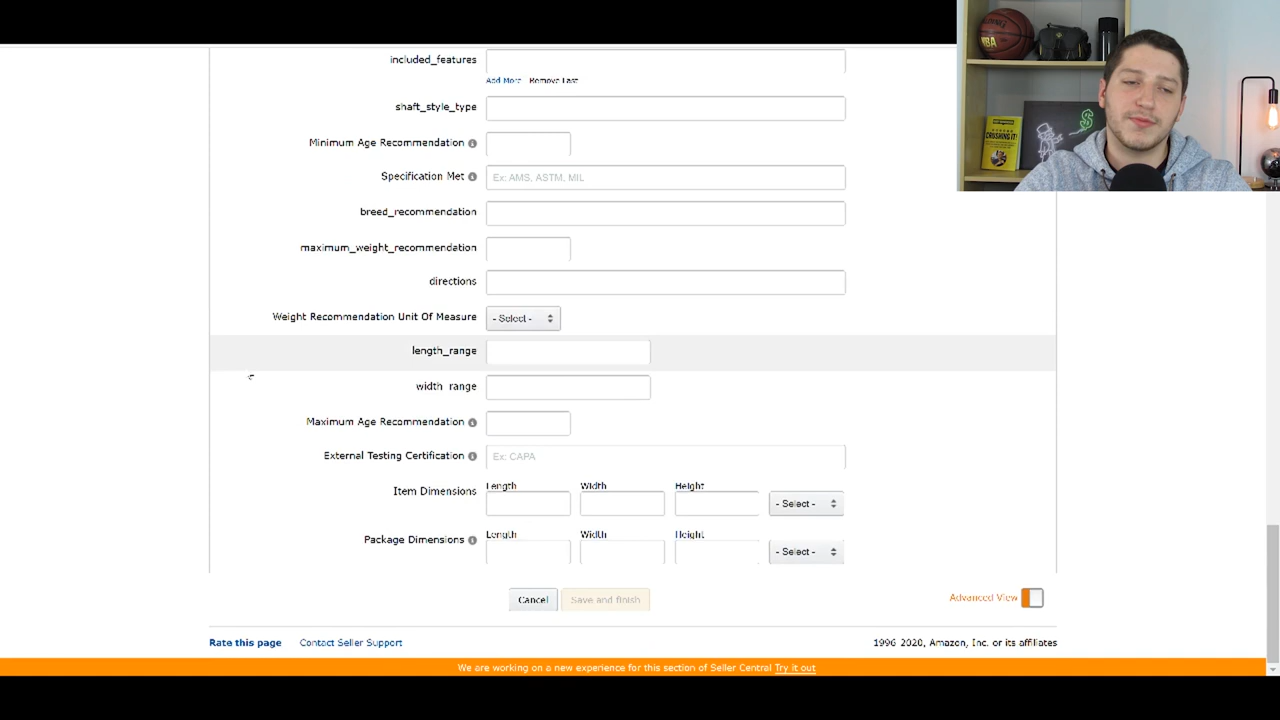 included_features
Add More Remove Last
shaft_style_type
Minimum Age Recommendation
Specification Met Ex: AMS, ASTM, MIL
breed_recommendation
maximum_weight_recommendation
directions
Weight Recommendation Unit Of Measure - Select -
length_range
width_range
Maximum Age Recommendation
External Testing Certification Ex: CAPA
Length Width Height
Item Dimensions - Select -
Length Width Height
Package Dimensions - Select -
Cancel Save and finish Advanced View
Rate this page Contact Seller Support 1996 2020, Amazon, Inc. or its affiliates
We are working on a new experience for this section of Seller Central Try it out
NBA
CRUSHING IT!
$